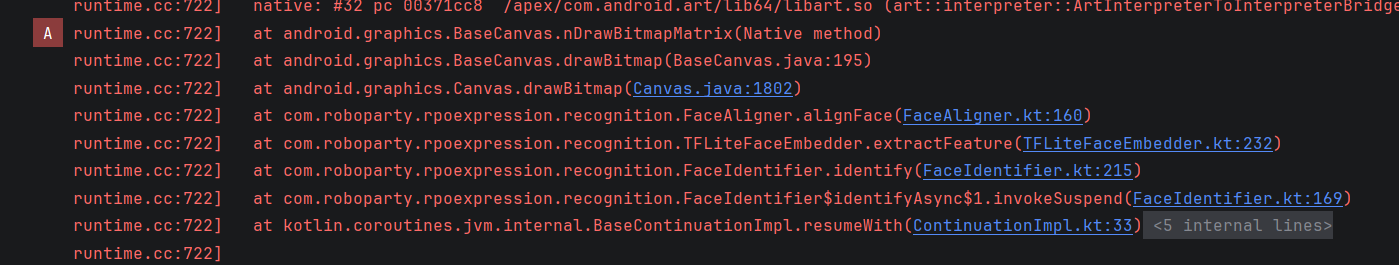 runtime.cc:722]   native: #32 pc 00371cc8  /apex/com.android.art/lib64/libart.so (art::interpreter::ArtInterpreterToInterpreterBridge
A runtime.cc:722]   at android.graphics.BaseCanvas.nDrawBitmapMatrix(Native method)
runtime.cc:722]   at android.graphics.BaseCanvas.drawBitmap(BaseCanvas.java:195)
runtime.cc:722]   at android.graphics.Canvas.drawBitmap(Canvas.java:1802)
runtime.cc:722]   at com.roboparty.rpoexpression.recognition.FaceAligner.alignFace(FaceAligner.kt:160)
runtime.cc:722]   at com.roboparty.rpoexpression.recognition.TFLiteFaceEmbedder.extractFeature(TFLiteFaceEmbedder.kt:232)
runtime.cc:722]   at com.roboparty.rpoexpression.recognition.FaceIdentifier.identify(FaceIdentifier.kt:215)
runtime.cc:722]   at com.roboparty.rpoexpression.recognition.FaceIdentifier$identifyAsync$1.invokeSuspend(FaceIdentifier.kt:169)
runtime.cc:722]   at kotlin.coroutines.jvm.internal.BaseContinuationImpl.resumeWith(ContinuationImpl.kt:33) <5 internal lines>
runtime.cc:722]